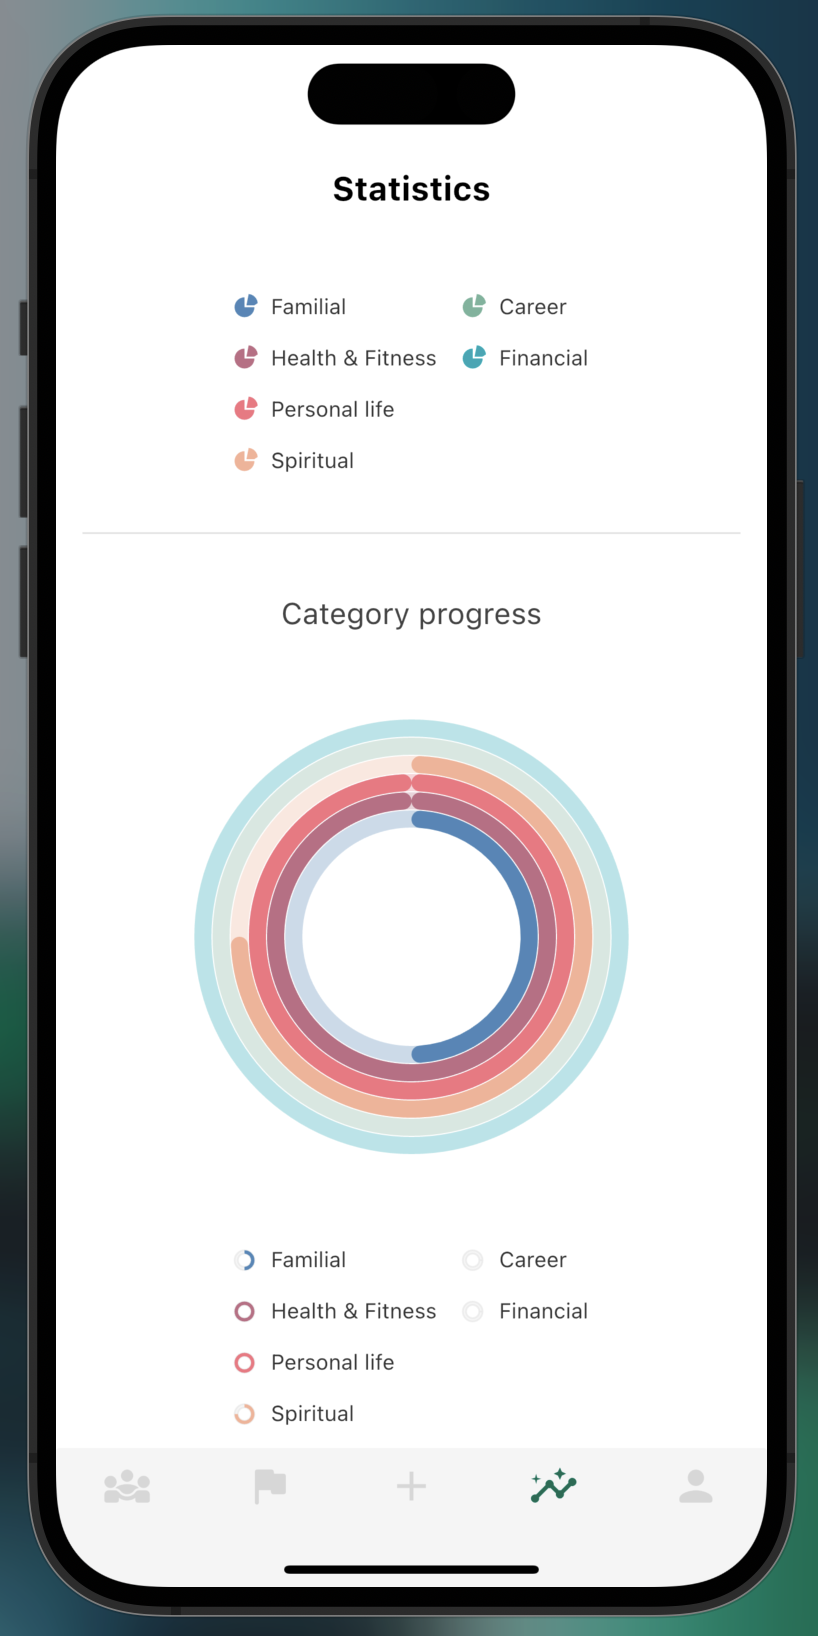 Statistics
Familial
Career
Health & Fitness
Financial
Personal life
Spiritual
Category progress
Familial
Career
Health & Fitness
Financial
Personal life
Spiritual